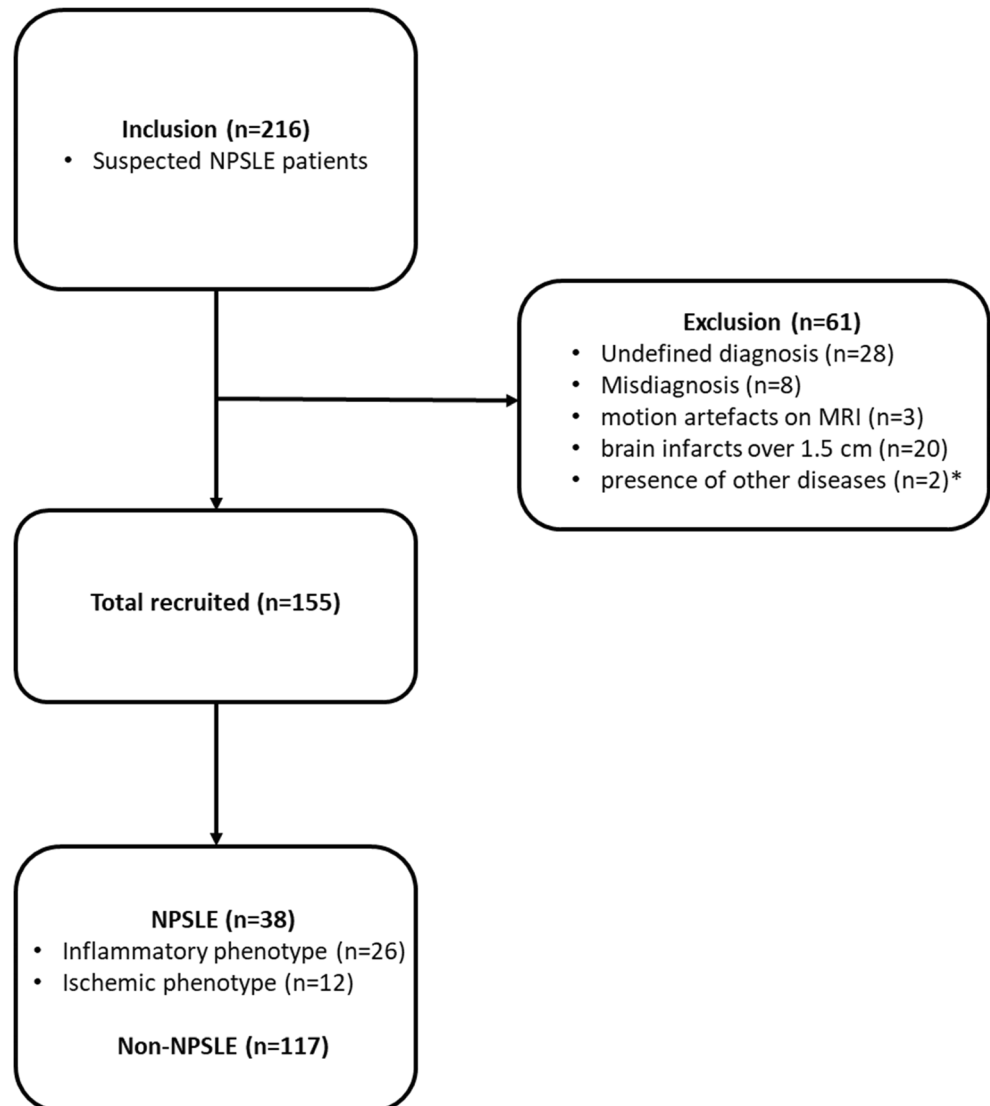 Inclusion (n=216)
• Suspected NPSLE patients
Exclusion (n=61)
• Undefined diagnosis (n=28)
• Misdiagnosis (n=8)
• motion artefacts on MRI (n=3)
• brain infarcts over 1.5 cm (n=20)
• presence of other diseases (n=2)*
Total recruited (n=155)
NPSLE (n=38)
• Inflammatory phenotype (n=26)
• Ischemic phenotype (n=12)
Non-NPSLE (n=117)